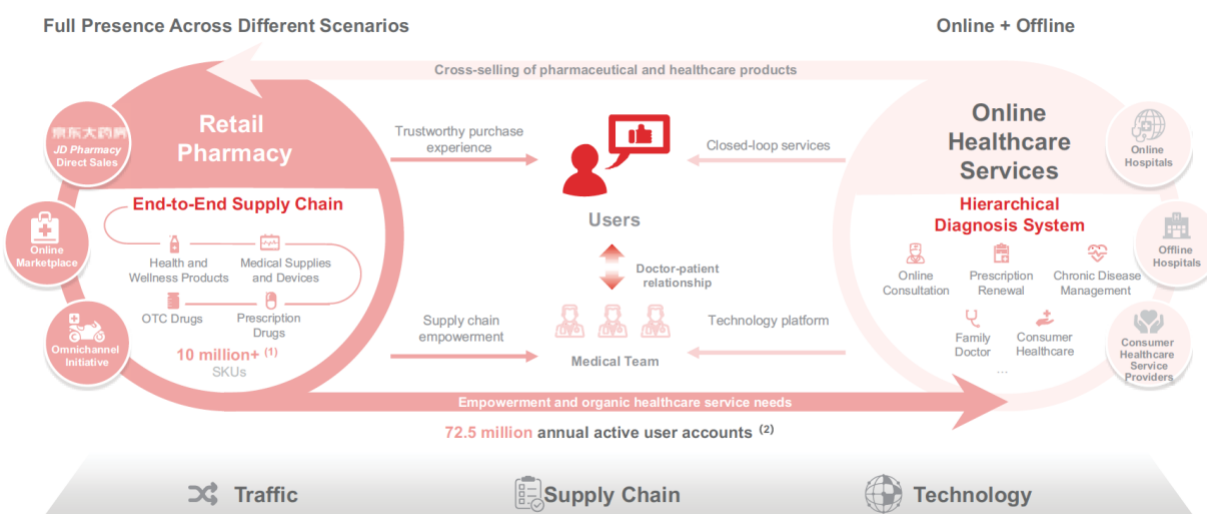 Full Presence Across Different Scenarios
Online + Offline
Cross-selling of pharmaceutical and healthcare products
京东大药房
JD Pharmacy
Direct Sales
Online
Marketplace
Omnichannel
Initiative
Retail
Pharmacy
End-to-End Supply Chain
Health and
Wellness Products
Medical Supplies
and Devices
OTC Drugs
Prescription
Drugs
10 million+ (1)
SKUs
Trustworthy purchase
experience
Supply chain
empowerment
Users
Doctor-patient
relationship
Medical Team
Closed-loop services
Technology platform
Online
Healthcare
Services
Hierarchical
Diagnosis System
Online
Consultation
Prescription
Renewal
Chronic Disease
Management
Family
Doctor
Consumer
Healthcare
...
Online
Hospitals
Offline
Hospitals
Consumer
Healthcare
Service
Providers
Empowerment and organic healthcare service needs
72.5 million annual active user accounts (2)
Traffic
Supply Chain
Technology